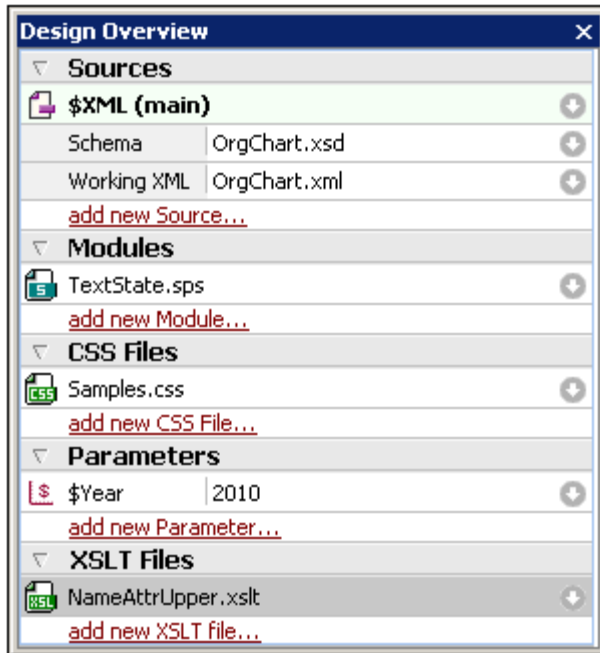 Design Overview
Sources
$XML (main)
Schema OrgChart.xsd
Working XML OrgChart.xml
add new Source...
Modules
S TextState.sps
add new Module...
CSS Files
CSS Samples.css
add new CSS File...
Parameters
$ $Year 2010
add new Parameter...
XSLT Files
XSL NameAttrUpper.xslt
add new XSLT file...